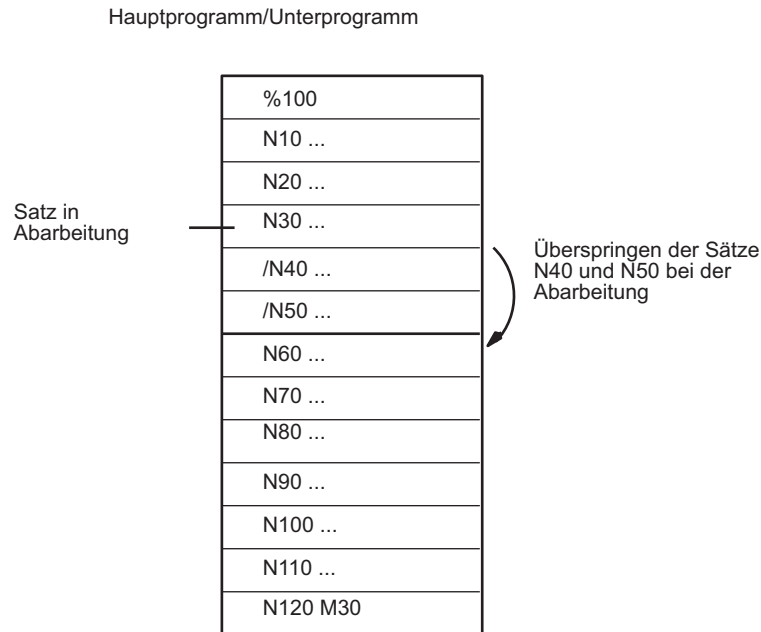 Hauptprogramm/Unterprogramm
%100
N10 ...
N20 ...
Satz in
Abarbeitung
N30 ...
/N40 ...
/N50 ...
Überspringen der Sätze
N40 und N50 bei der
Abarbeitung
N60 ...
N70 ...
N80 ...
N90 ...
N100 ...
N110 ...
N120 M30